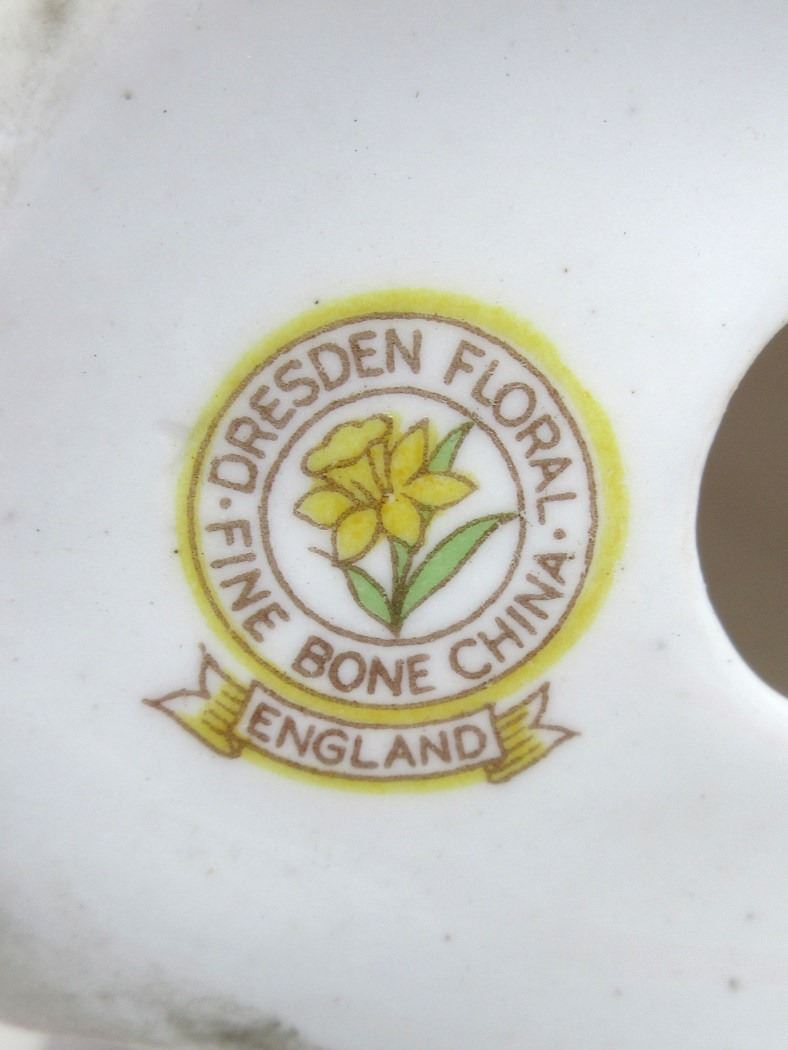 · DRESDEN FLORAL ·
FINE BONE CHINA
ENGLAND